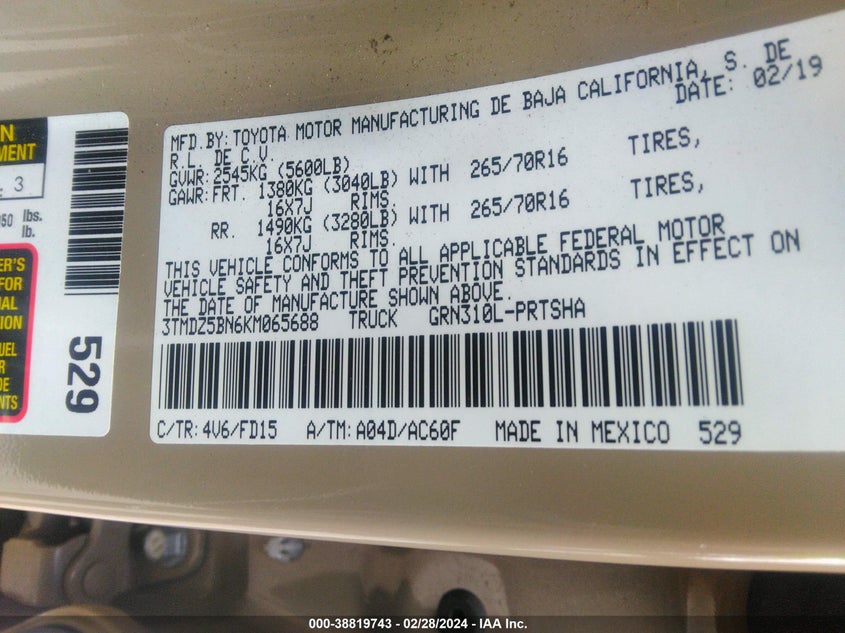 MFD.BY: TOYOTA MOTOR MANUFACTURING DE BAJA CALIFORNIA, S. DE
R.L. DE C.V. DATE: 02/19
GVWR: 2545KG (5600LB)
GAWR: FRT. 1380KG (3040LB) WITH 265/70R16 TIRES,
16X7J RIMS.
RR. 1490KG (3280LB) WITH 265/70R16 TIRES,
16X7J RIMS.
THIS VEHICLE CONFORMS TO ALL APPLICABLE FEDERAL MOTOR
VEHICLE SAFETY AND THEFT PREVENTION STANDARDS IN EFFECT ON
THE DATE OF MANUFACTURE SHOWN ABOVE.
3TMDZ5BN6KM065688 TRUCK GRN310L-PRTSHA
C/TR: 4V6/FD15 A/TM: A04D/AC60F MADE IN MEXICO 529
: 3
lbs.
lb.
529
000-38819743 - 02/28/2024 - IAA Inc.